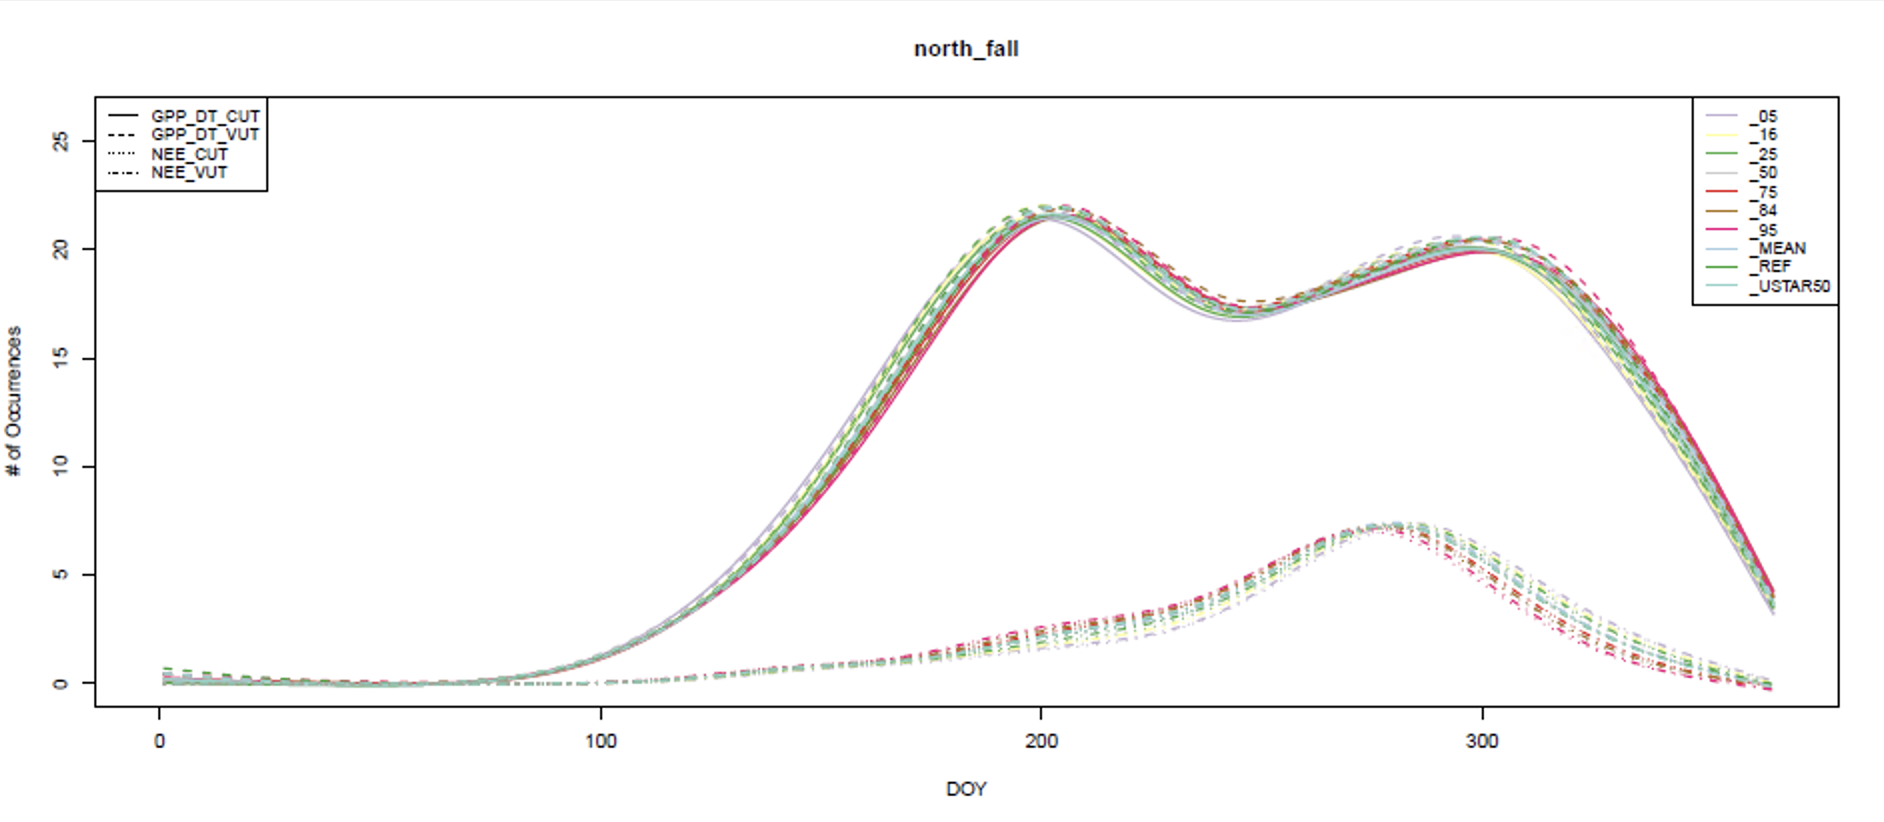 north_fall
GPP_DT_CUT
GPP_DT_VUT
NEE_CUT
NEE_VUT
_05
_16
_25
_50
_75
_84
_95
_MEAN
_REF
_USTAR50
# of Occurrences
25
20
15
10
5
0
0 100 200 300
DOY